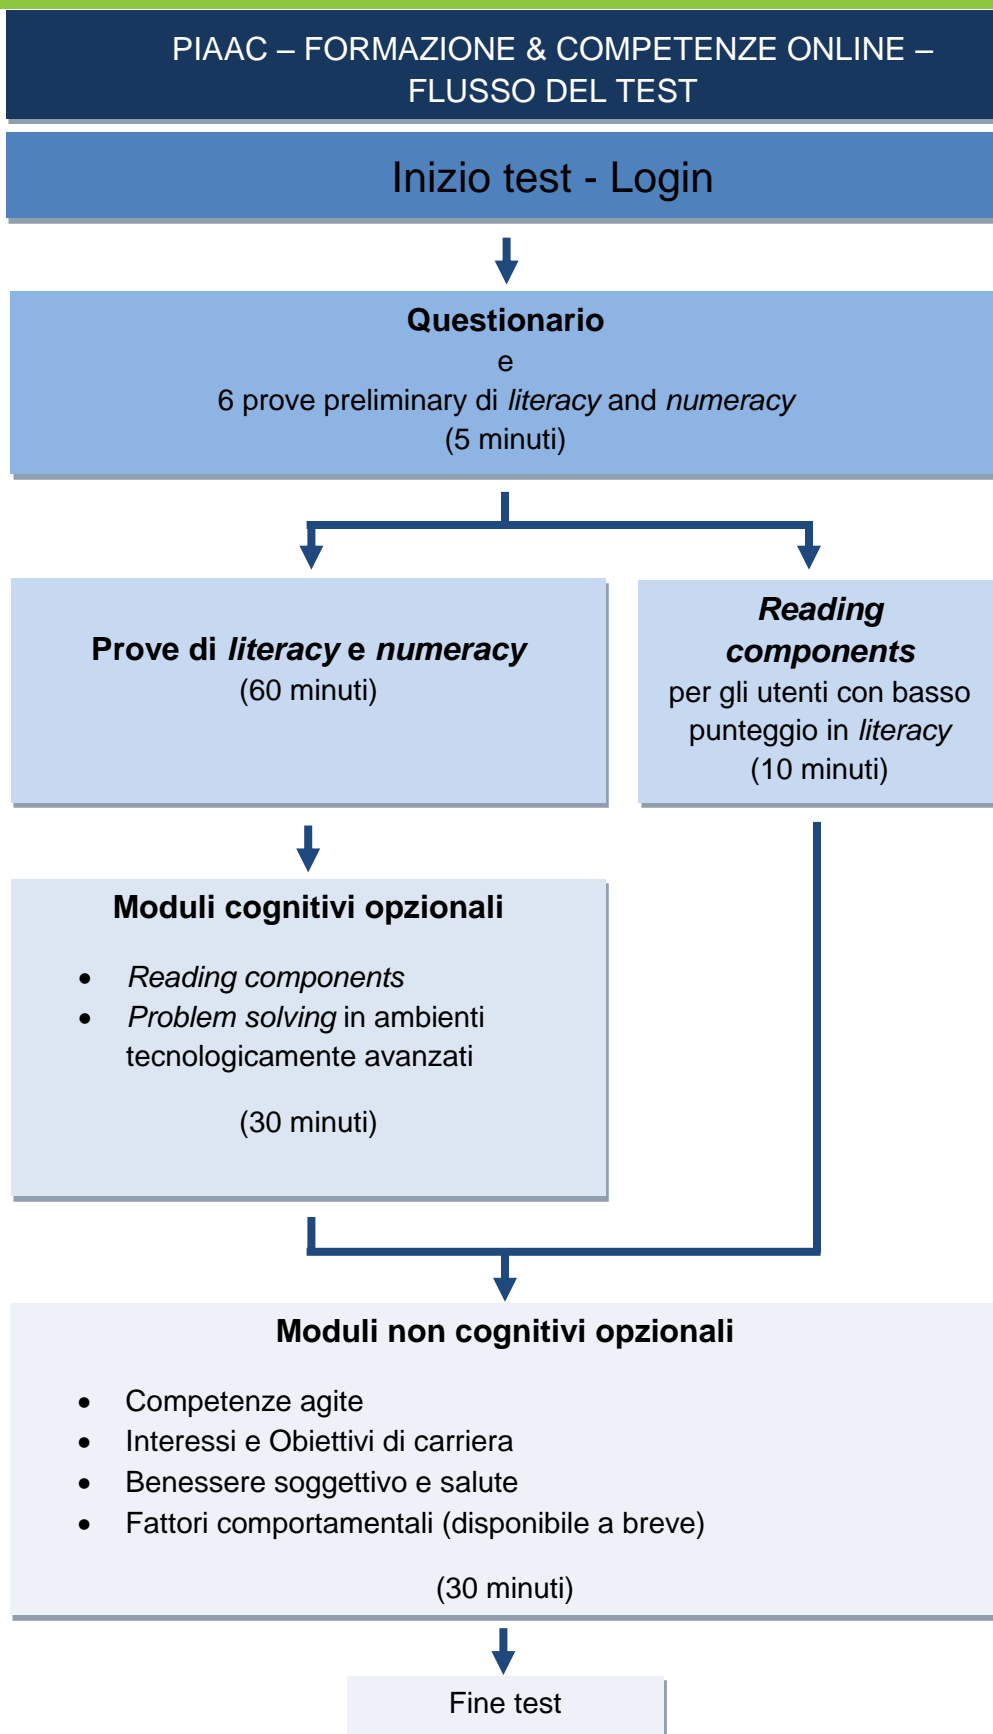 PIAAC – FORMAZIONE & COMPETENZE ONLINE –
FLUSSO DEL TEST
Inizio test - Login
Questionario
e
6 prove preliminary di literacy and numeracy
(5 minuti)
Prove di literacy e numeracy
(60 minuti)
Reading
components
per gli utenti con basso
punteggio in literacy
(10 minuti)
Moduli cognitivi opzionali
• Reading components
• Problem solving in ambienti
tecnologicamente avanzati
(30 minuti)
Moduli non cognitivi opzionali
• Competenze agite
• Interessi e Obiettivi di carriera
• Benessere soggettivo e salute
• Fattori comportamentali (disponibile a breve)
(30 minuti)
Fine test